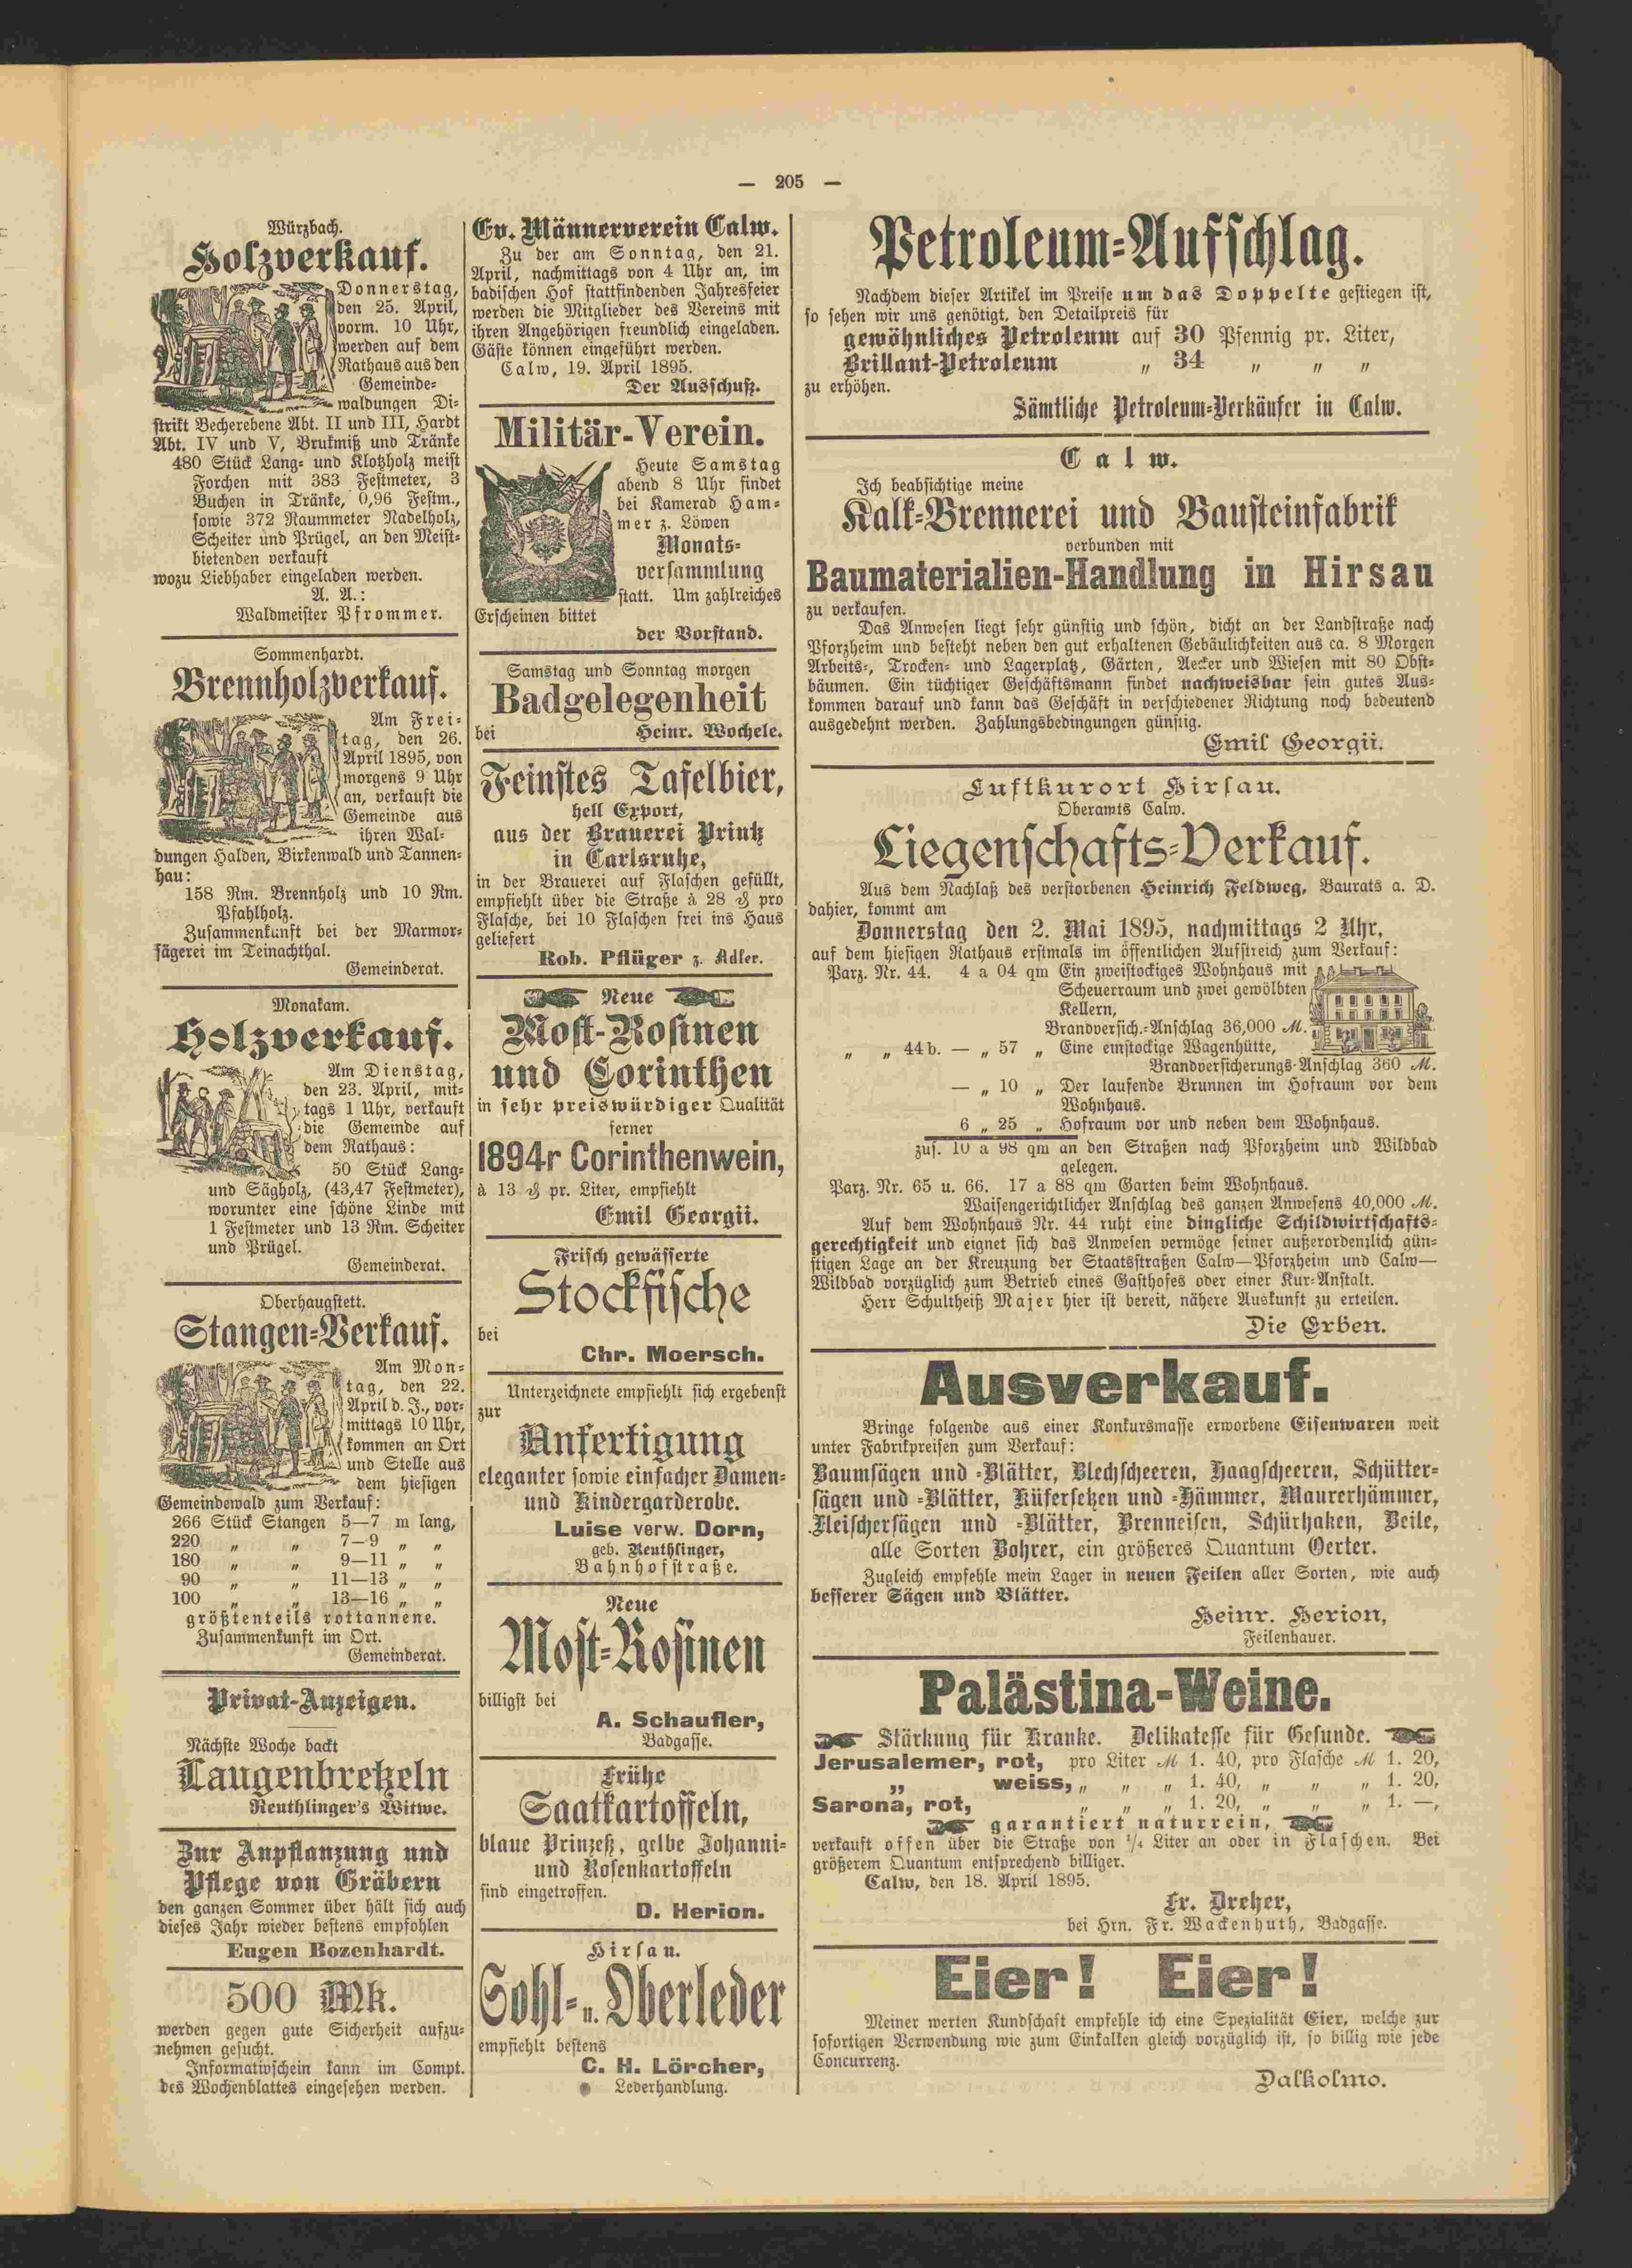 — 205 —
Würzbach.
Holzverkauf.
Donnerstag,
den 25. April,
vorm. 10 Uhr,
werden auf dem
Rathaus aus den
Gemeinde-
waldungen Di-
strikt Becherebene Abt. II und III, Hardt
Abt. IV und V, Brukmiß und Tränke
480 Stück Lang- und Klotzholz meist
Forchen mit 383 Festmeter, 3
Buchen in Tränke, 0,96 Festm.,
sowie 372 Raummeter Nadelholz,
Scheiter und Prügel, an den Meist-
bietenden verkauft
wozu Liebhaber eingeladen werden.
A. A.:
Waldmeister Pfrommer.
Sommenhardt.
Brennholzverkauf.
Am Frei-
tag, den 26.
April 1895, von
morgens 9 Uhr
an, verkauft die
Gemeinde aus
ihren Wal-
dungen Halden, Birkenwald und Tannen-
hau:
158 Rm. Brennholz und 10 Rm.
Pfahlholz.
Zusammenkunft bei der Marmor-
sägerei im Teinachthal.
Gemeinderat.
Monakam.
Holzverkauf.
Am Dienstag,
den 23. April, mit-
tags 1 Uhr, verkauft
die Gemeinde auf
dem Rathaus:
50 Stück Lang-
und Sägholz, (43,47 Festmeter),
worunter eine schöne Linde mit
1 Festmeter und 13 Rm. Scheiter
und Prügel.
Gemeinderat.
Oberhaugstett.
Stangen-Verkauf.
Am Mon-
tag, den 22.
April d. J., vor-
mittags 10 Uhr,
kommen an Ort
und Stelle aus
dem hiesigen
Gemeindewald zum Verkauf:
266 Stück Stangen 5—7 m lang,
220 „ „ 7—9 „ „
180 „ „ 9—11 „ „
90 „ „ 11—13 „ „
100 „ „ 13—16 „ „
größtenteils rottannene.
Zusammenkunft im Ort.
Gemeinderat.
Privat-Anzeigen.
Nächste Woche backt
Laugenbretzeln
Reuthlinger's Witwe.
Zur Anpflanzung und
Pflege von Gräbern
den ganzen Sommer über hält sich auch
dieses Jahr wieder bestens empfohlen
Eugen Bozenhardt.
500 Mk.
werden gegen gute Sicherheit aufzu-
nehmen gesucht.
Informativschein kann im Compt.
des Wochenblattes eingesehen werden.
Ev. Männerverein Calw.
Zu der am Sonntag, den 21.
April, nachmittags von 4 Uhr an, im
badischen Hof stattfindenden Jahresfeier
werden die Mitglieder des Vereins mit
ihren Angehörigen freundlich eingeladen.
Gäste können eingeführt werden.
Calw, 19. April 1895.
Der Ausschuß.
Militär-Verein.
Heute Samstag
abend 8 Uhr findet
bei Kamerad Ham-
mer z. Löwen
Monats-
versammlung
statt. Um zahlreiches
Erscheinen bittet
der Vorstand.
Samstag und Sonntag morgen
Badgelegenheit
bei Heinr. Wochele.
Feinstes Tafelbier,
hell Export,
aus der Brauerei Printz
in Carlsruhe,
in der Brauerei auf Flaschen gefüllt,
empfiehlt über die Straße à 28 ₰ pro
Flasche, bei 10 Flaschen frei ins Haus
geliefert
Rob. Pflüger z. Adler.
Neue
Most-Rosinen
und Corinthen
in sehr preiswürdiger Qualität
ferner
1894r Corinthenwein,
à 13 ₰ pr. Liter, empfiehlt
Emil Georgii.
Frisch gewässerte
Stockfische
bei
Chr. Moersch.
Unterzeichnete empfiehlt sich ergebenst
zur
Anfertigung
eleganter sowie einfacher Damen-
und Kindergarderobe.
Luise verw. Dorn,
geb. Reuthlinger,
Bahnhofstraße.
Neue
Most-Rosinen
billigst bei
A. Schaufler,
Badgasse.
Frühe
Saatkartoffeln,
blaue Prinzeß, gelbe Johanni-
und Rosenkartoffeln
sind eingetroffen.
D. Herion.
Hirsau.
Sohl- u. Oberleder
empfiehlt bestens
C. H. Lörcher,
Lederhandlung.
Petroleum-Aufschlag.
Nachdem dieser Artikel im Preise um das Doppelte gestiegen ist,
so sehen wir uns genötigt, den Detailpreis für
gewöhnliches Petroleum auf 30 Pfennig pr. Liter,
Brillant-Petroleum „ 34 „ „ „
zu erhöhen.
Sämtliche Petroleum-Verkäufer in Calw.
Calw.
Ich beabsichtige meine
Kalk-Brennerei und Bausteinfabrik
verbunden mit
Baumaterialien-Handlung in Hirsau
zu verkaufen.
Das Anwesen liegt sehr günstig und schön, dicht an der Landstraße nach
Pforzheim und besteht neben den gut erhaltenen Gebäulichkeiten aus ca. 8 Morgen
Arbeits-, Trocken- und Lagerplatz, Gärten, Aecker und Wiesen mit 80 Obst-
bäumen. Ein tüchtiger Geschäftsmann findet nachweisbar sein gutes Aus-
kommen darauf und kann das Geschäft in verschiedener Richtung noch bedeutend
ausgedehnt werden. Zahlungsbedingungen günstig.
Emil Georgii.
Luftkurort Hirsau.
Oberamts Calw.
Liegenschafts-Verkauf.
Aus dem Nachlaß des verstorbenen Heinrich Feldweg, Baurats a. D.
dahier, kommt am
Donnerstag den 2. Mai 1895, nachmittags 2 Uhr,
auf dem hiesigen Rathaus erstmals im öffentlichen Aufstreich zum Verkauf:
Parz. Nr. 44. 4 a 04 qm Ein zweistockiges Wohnhaus mit
Scheuerraum und zwei gewölbten
Kellern,
Brandversich.-Anschlag 36,000 M.
„ „ 44b. — „ 57 „ Eine einstockige Wagenhütte,
Brandversicherungs-Anschlag 360 M.
— „ 10 „ Der laufende Brunnen im Hofraum vor dem
Wohnhaus.
6 „ 25 „ Hofraum vor und neben dem Wohnhaus.
zus. 10 a 98 qm an den Straßen nach Pforzheim und Wildbad
gelegen.
Parz. Nr. 65 u. 66. 17 a 88 qm Garten beim Wohnhaus.
Waisengerichtlicher Anschlag des ganzen Anwesens 40,000 M.
Auf dem Wohnhaus Nr. 44 ruht eine dingliche Schildwirtschafts-
gerechtigkeit und eignet sich das Anwesen vermöge seiner außerordentlich gün-
stigen Lage an der Kreuzung der Staatsstraßen Calw—Pforzheim und Calw—
Wildbad vorzüglich zum Betrieb eines Gasthofes oder einer Kur-Anstalt.
Herr Schultheiß Majer hier ist bereit, nähere Auskunft zu erteilen.
Die Erben.
Ausverkauf.
Bringe folgende aus einer Konkursmasse erworbene Eisenwaren weit
unter Fabrikpreisen zum Verkauf:
Baumsägen und -Blätter, Blechscheeren, Haagscheeren, Schütter-
sägen und -Blätter, Küfersetzen und -Hämmer, Maurerhämmer,
Fleischersägen und -Blätter, Brenneisen, Schürhaken, Beile,
alle Sorten Bohrer, ein größeres Quantum Oerter.
Zugleich empfehle mein Lager in neuen Feilen aller Sorten, wie auch
besserer Sägen und Blätter.
Heinr. Herion,
Feilenhauer.
Palästina-Weine.
Stärkung für Kranke. Delikatesse für Gesunde.
Jerusalemer, rot, pro Liter M 1. 40, pro Flasche M 1. 20,
„ weiss, „ „ „ 1. 40, „ „ „ 1. 20,
Sarona, rot, „ „ „ 1. 20, „ „ „ 1. —,
garantiert naturrein,
verkauft offen über die Straße von ¼ Liter an oder in Flaschen. Bei
größerem Quantum entsprechend billiger.
Calw, den 18. April 1895.
Fr. Dreher,
bei Hrn. Fr. Wackenhuth, Badgasse.
Eier! Eier!
Meiner werten Kundschaft empfehle ich eine Spezialität Eier, welche zur
sofortigen Verwendung wie zum Einkalken gleich vorzüglich ist, so billig wie jede
Concurrenz.
Dalkolmo.